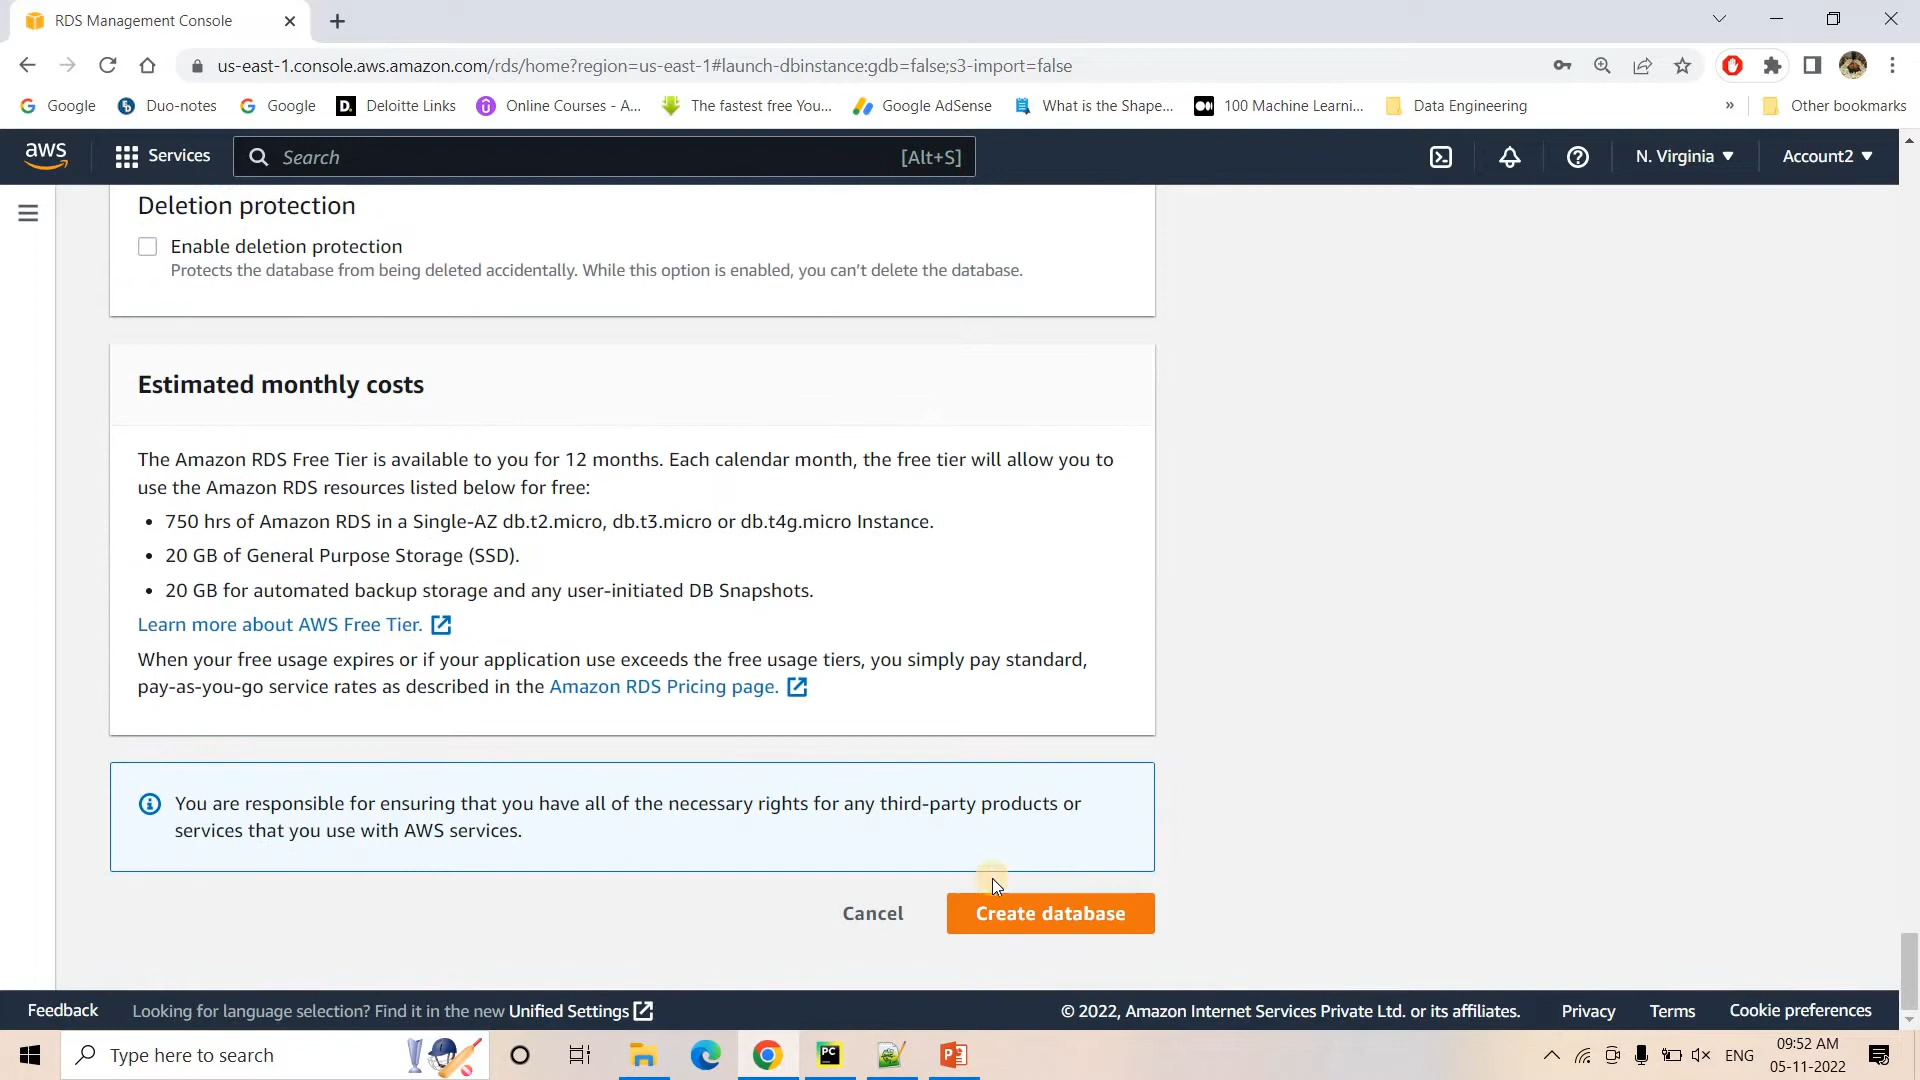 RDS Management Console
us-east-1.console.aws.amazon.com/rds/home?region=us-east-1#launch-dbinstance:gdb=false;s3-import=false
Google
Duo-notes
Google
D.
Deloitte Links
Online Courses - A...
The fastest free You...
Google AdSense
What is the Shape...
100 Machine Learni...
Data Engineering
»
Other bookmarks
aws
Services
Search
[Alt+S]
N. Virginia
Account2
Deletion protection
Enable deletion protection
Protects the database from being deleted accidentally. While this option is enabled, you can't delete the database.
Estimated monthly costs
The Amazon RDS Free Tier is available to you for 12 months. Each calendar month, the free tier will allow you to
use the Amazon RDS resources listed below for free:
• 750 hrs of Amazon RDS in a Single-AZ db.t2.micro, db.t3.micro or db.t4g.micro Instance.
• 20 GB of General Purpose Storage (SSD).
• 20 GB for automated backup storage and any user-initiated DB Snapshots.
Learn more about AWS Free Tier.
When your free usage expires or if your application use exceeds the free usage tiers, you simply pay standard,
pay-as-you-go service rates as described in the Amazon RDS Pricing page.
You are responsible for ensuring that you have all of the necessary rights for any third-party products or
services that you use with AWS services.
Cancel
Create database
Feedback
Looking for language selection? Find it in the new Unified Settings
© 2022, Amazon Internet Services Private Ltd. or its affiliates.
Privacy
Terms
Cookie preferences
Type here to search
PC
ENG
09:52 AM
05-11-2022